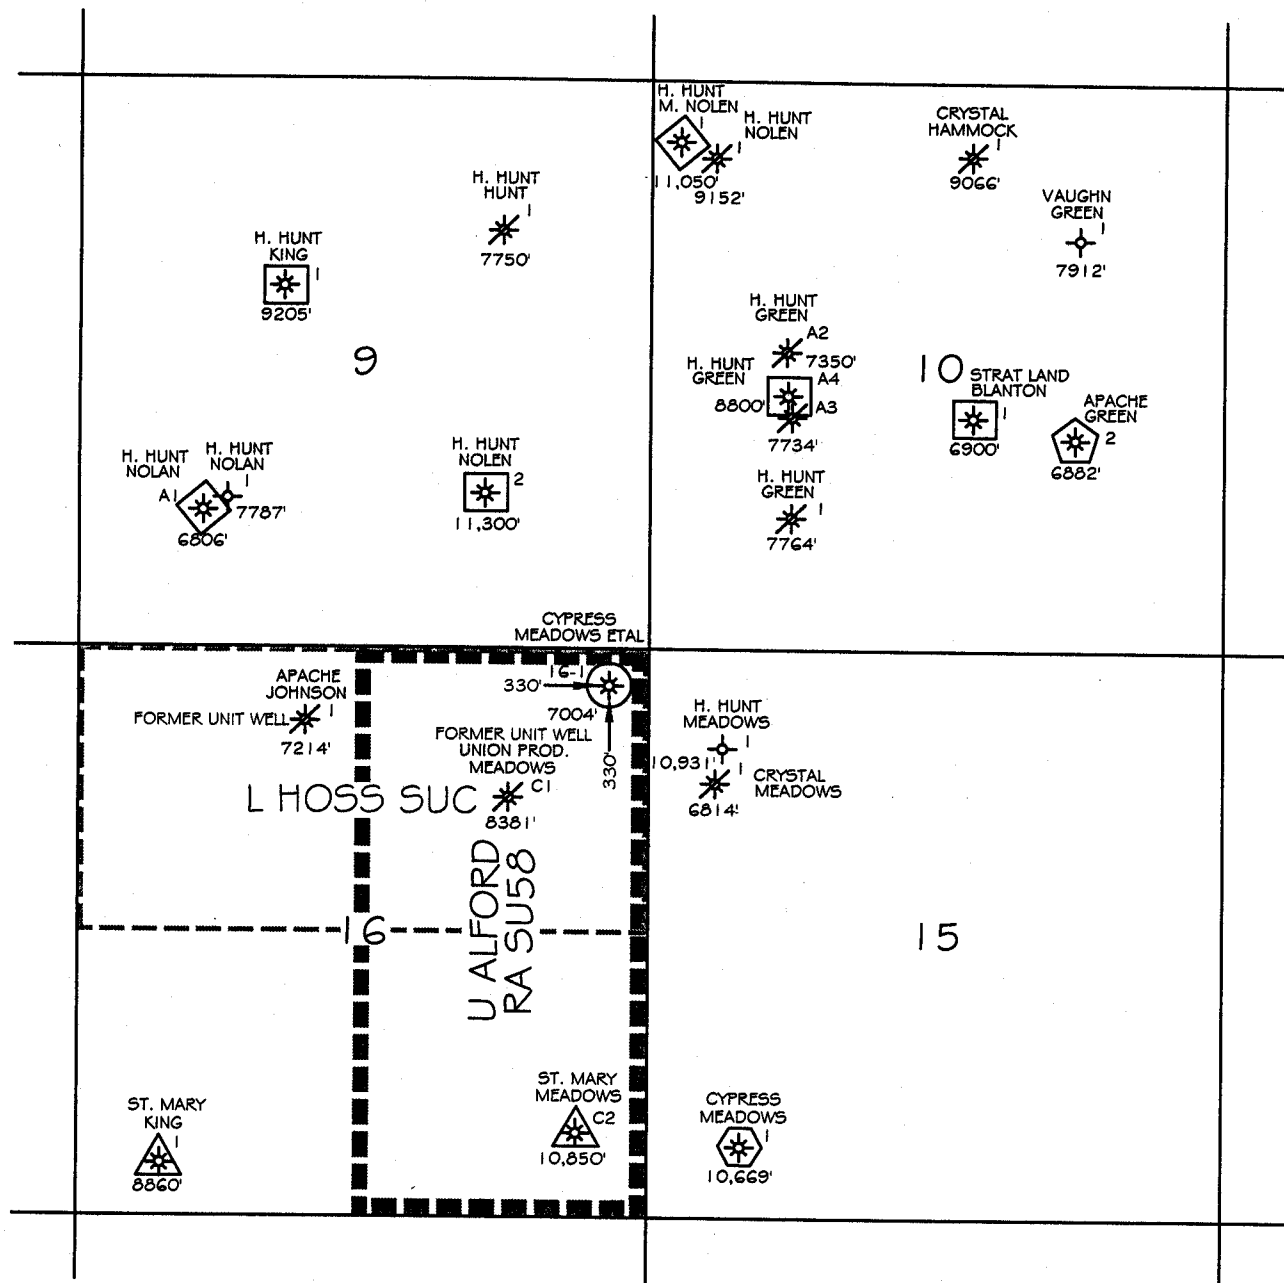 H. HUNT
M. NOLEN
1
11,050'
H. HUNT
NOLEN
1
9152'
CRYSTAL
HAMMOCK
1
9066'
VAUGHN
GREEN
1
7912'
H. HUNT
HUNT
1
7750'
H. HUNT
KING
1
9205'
9
H. HUNT
GREEN
A2
7350'
H. HUNT
GREEN
A4
8800'
A3
7734'
10
STRAT LAND
BLANTON
1
6900'
APACHE
GREEN
2
6882'
H. HUNT
NOLAN
A1
6806'
H. HUNT
NOLAN
1
7787'
H. HUNT
NOLEN
2
11,300'
H. HUNT
GREEN
1
7764'
CYPRESS
MEADOWS ETAL
16-1
330'
7004'
330'
APACHE
JOHNSON
1
FORMER UNIT WELL
7214'
FORMER UNIT WELL
UNION PROD.
MEADOWS
C1
8381'
L HOSS SUC
U ALFORD
RA SU58
16
H. HUNT
MEADOWS
1
10,931'
1
CRYSTAL
MEADOWS
6814'
15
ST. MARY
KING
1
8860'
ST. MARY
MEADOWS
C2
10,850'
CYPRESS
MEADOWS
1
10,669'